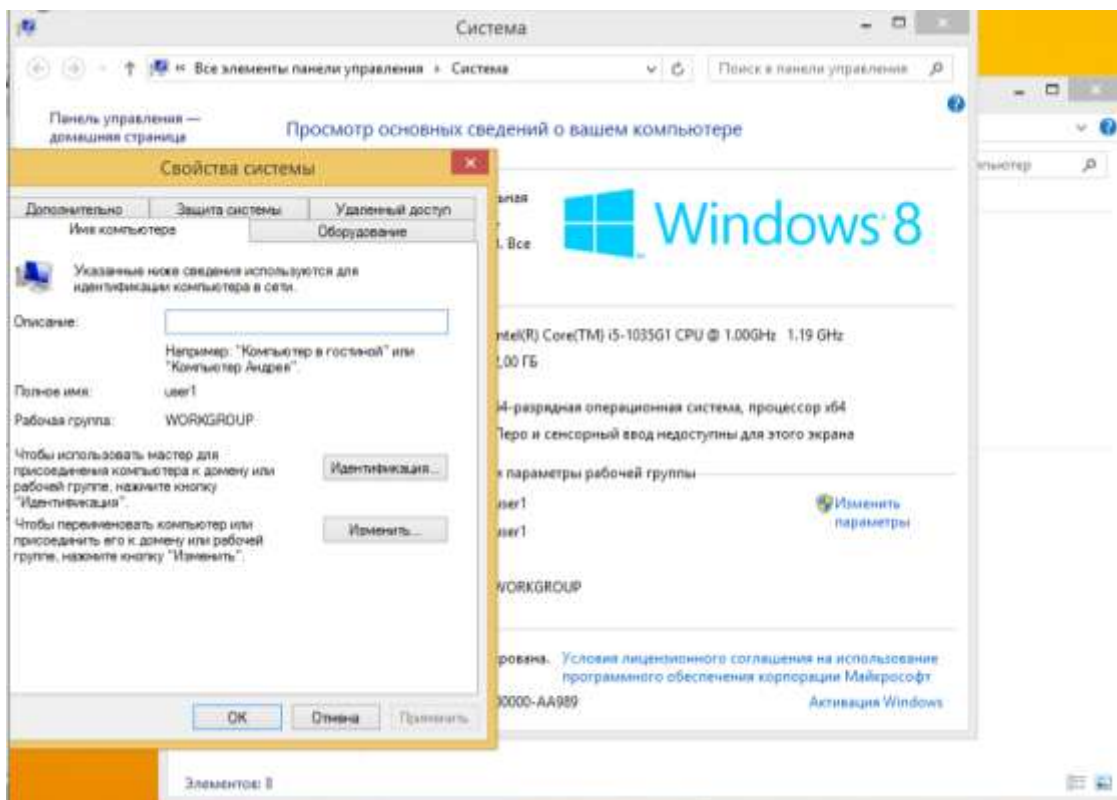 Система
« Все элементы панели управления ▸ Система
Поиск в панели управления
Панель управления —
домашняя страница
Просмотр основных сведений о вашем компьютере
Свойства системы
Дополнительно
Защита системы
Удаленный доступ
Имя компьютера
Оборудование
Указанные ниже сведения используются для
идентификации компьютера в сети.
Описание:
Например: "Компьютер в гостиной" или
"Компьютер Андрея".
Полное имя: user1
Рабочая группа: WORKGROUP
Чтобы использовать мастер для
присоединения компьютера к домену или
рабочей группе, нажмите кнопку
"Идентификация".
Идентификация...
Чтобы переименовать компьютер или
присоединить его к домену или рабочей
группе, нажмите кнопку "Изменить".
Изменить...
ОК
Отмена
Применить
. Все
Windows 8
ntel(R) Core(TM) i5-1035G1 CPU @ 1.00GHz 1.19 GHz
,00 ГБ
4-разрядная операционная система, процессор x64
Перо и сенсорный ввод недоступны для этого экрана
и параметры рабочей группы
user1
Изменить
параметры
user1
WORKGROUP
рована. Условия лицензионного соглашения на использование
программного обеспечения корпорации Майкрософт
00000-AA989
Активация Windows
Элементов: 8